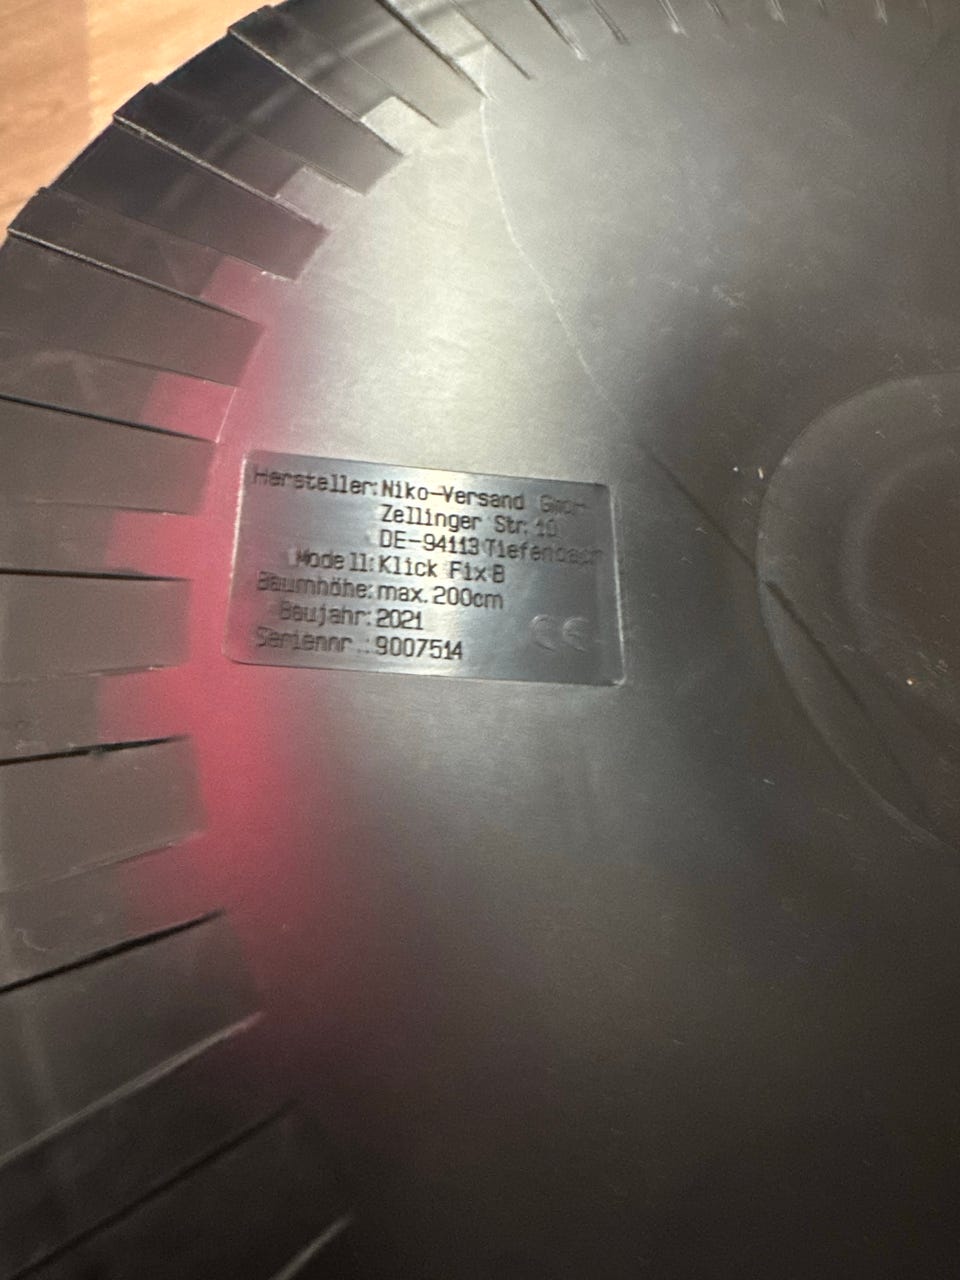 Hersteller: Niko-Versand GmbH
Zellinger Str. 10
DE-94113 Tiefenbach
Modell: Klick Fix B
Baumhöhe: max. 200cm
Baujahr: 2021
Seriennr.: 9007514
CE